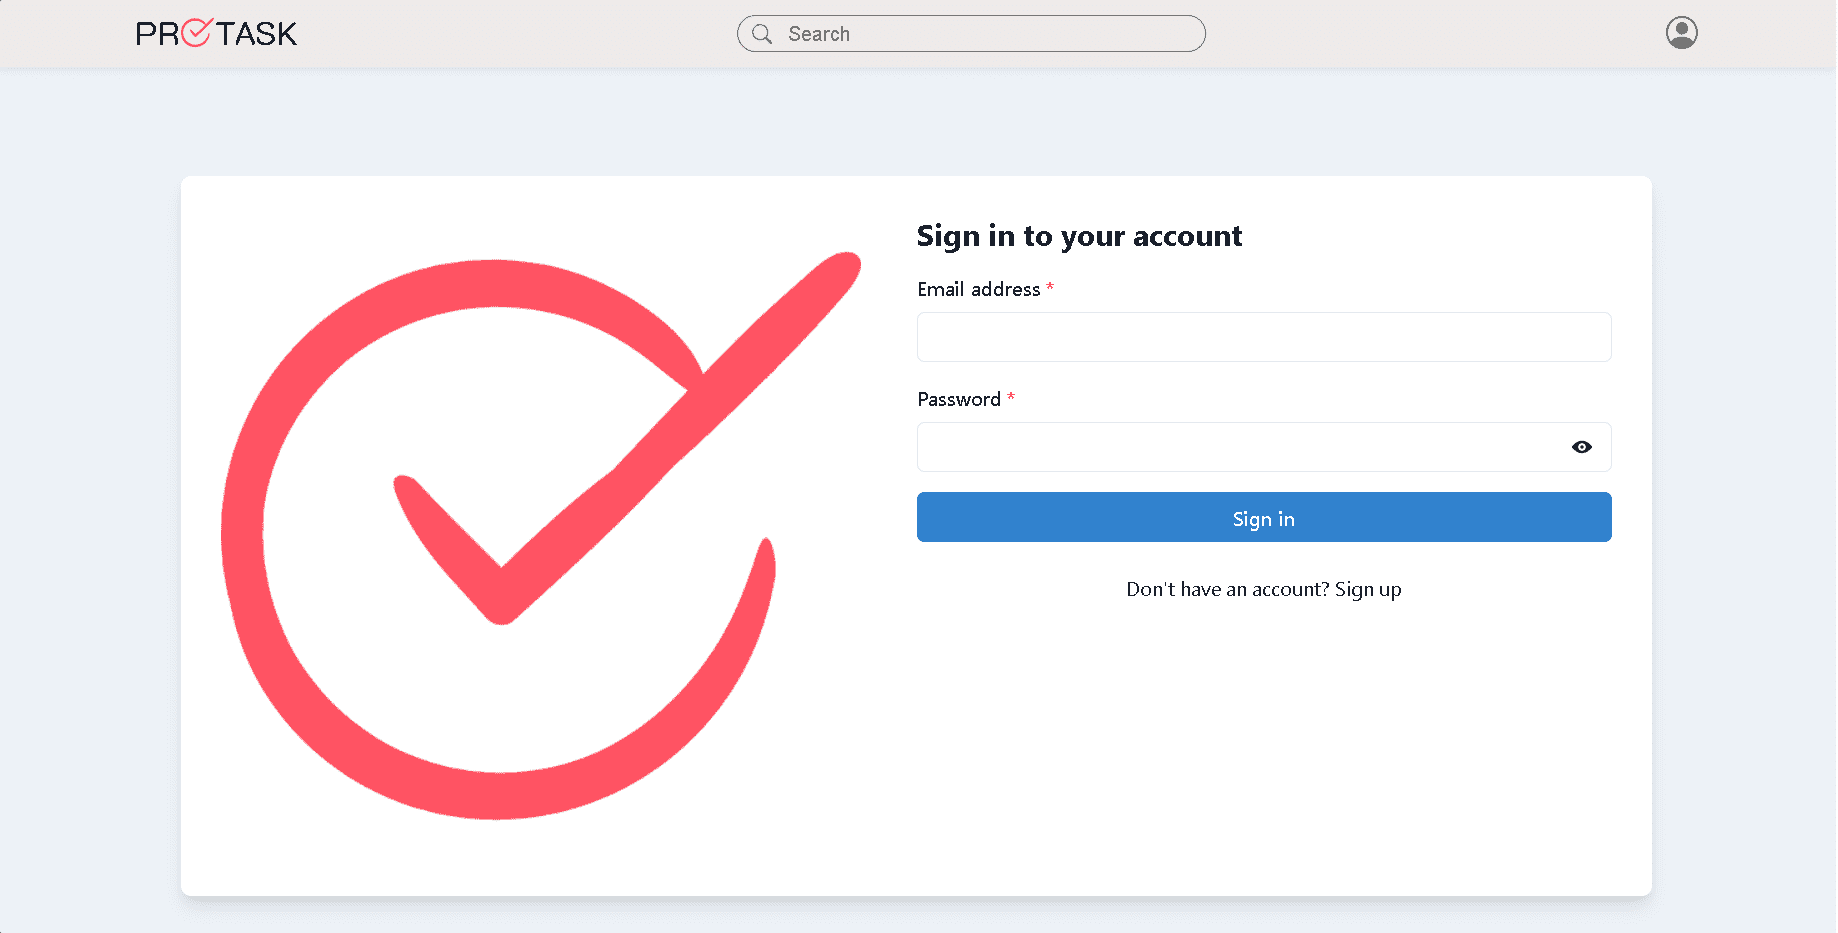 PROTASK
Search
Sign in to your account
Email address *
Password *
Sign in
Don't have an account? Sign up